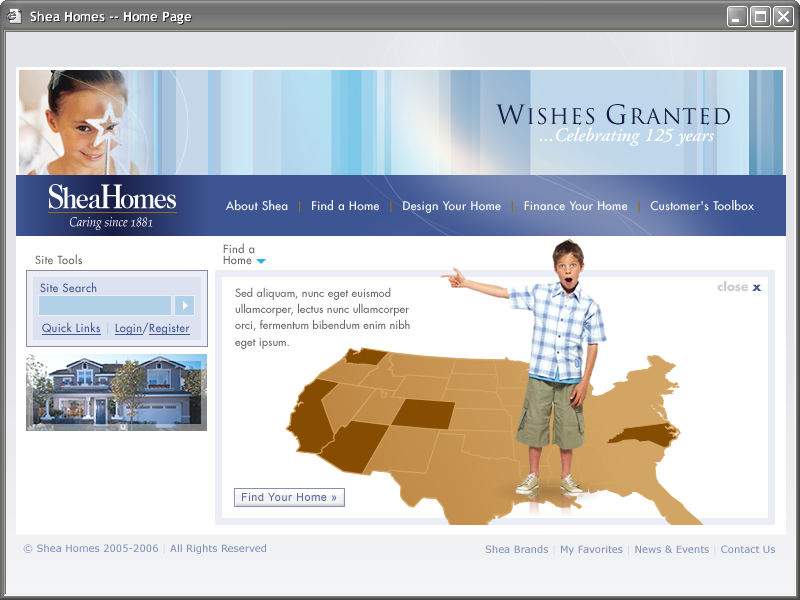 Shea Homes -- Home Page
WISHES GRANTED
...Celebrating 125 years
SheaHomes
Caring since 1881
About Shea | Find a Home | Design Your Home | Finance Your Home | Customer's Toolbox
Site Tools
Site Search
Quick Links | Login/Register
Find a
Home
close x
Sed aliquam, nunc eget euismod
ullamcorper, lectus nunc ullamcorper
orci, fermentum bibendum enim nibh
eget ipsum.
Find Your Home »
© Shea Homes 2005-2006 | All Rights Reserved
Shea Brands | My Favorites | News & Events | Contact Us